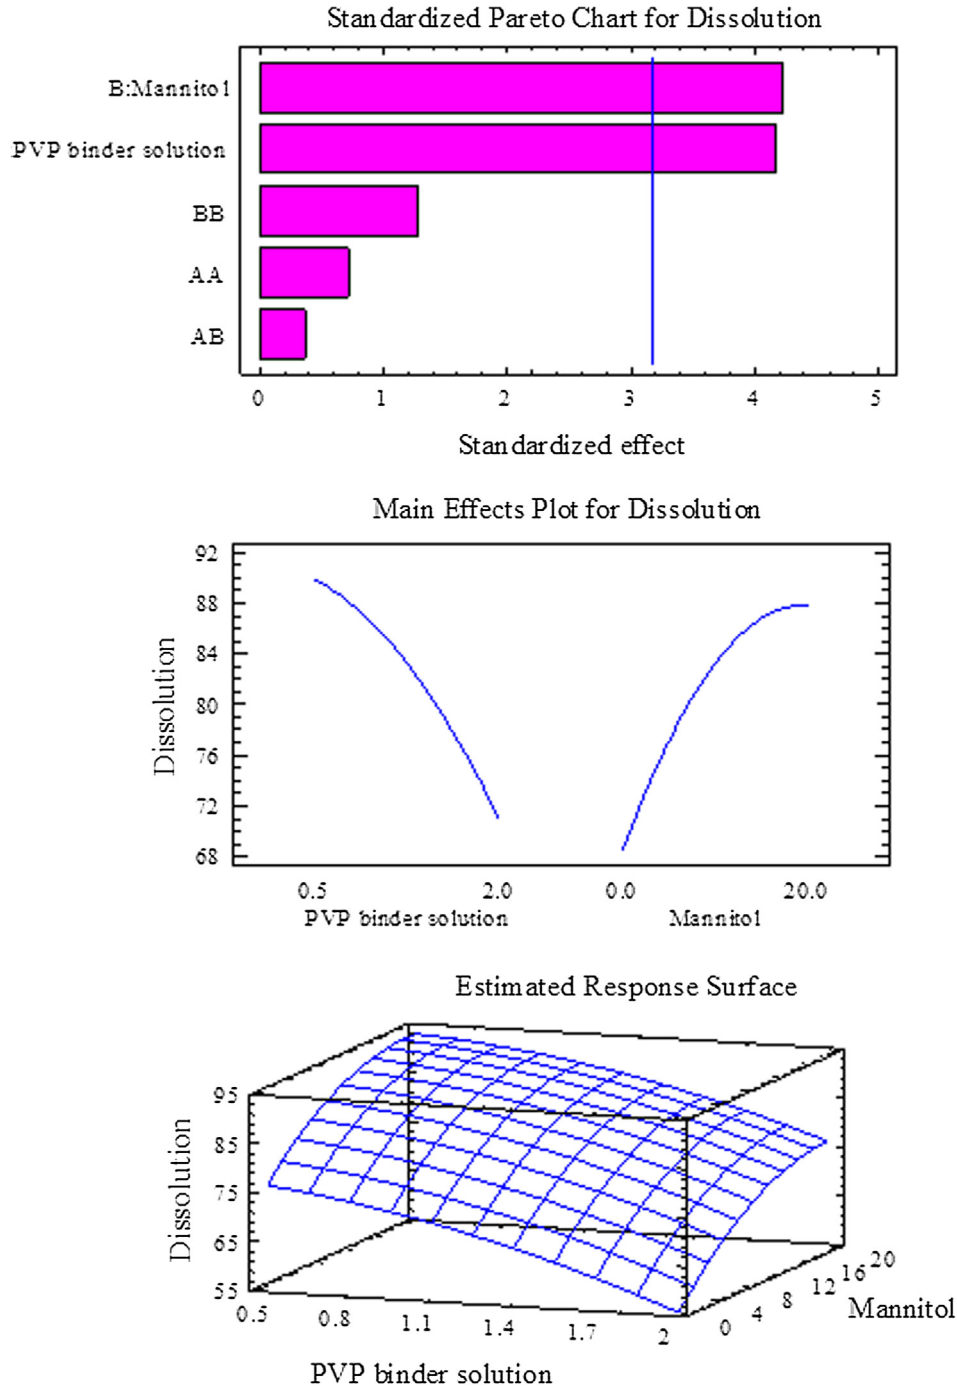 Standardized Pareto Chart for Dissolution
B:Mannitol
PVP binder solution
BB
AA
AB
0 1 2 3 4 5
Standardized effect
Main Effects Plot for Dissolution
Dissolution
92
88
84
80
76
72
68
0.5 2.0 0.0 20.0
PVP binder solution Mannitol
Estimated Response Surface
Dissolution
95
85
75
65
55
0.5 0.8 1.1 1.4 1.7 2
0 4 8 12 16 20
Mannitol
PVP binder solution